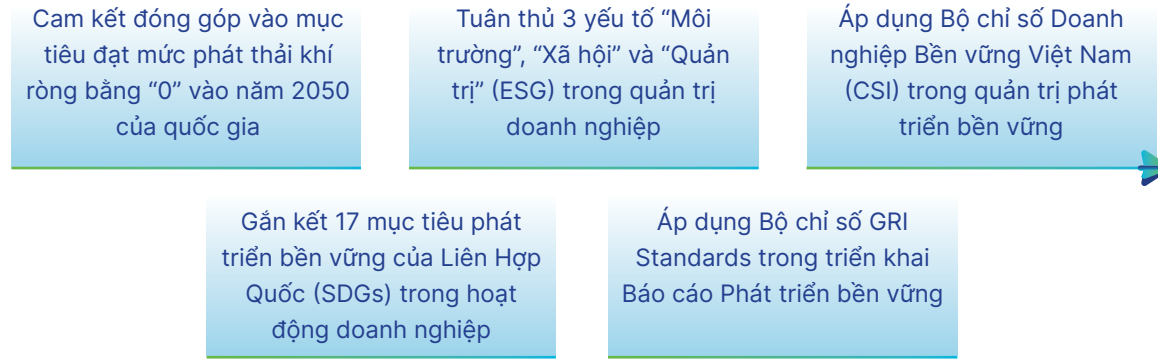 Cam kết đóng góp vào mục
tiêu đạt mức phát thải khí
ròng bằng “0” vào năm 2050
của quốc gia
Tuân thủ 3 yếu tố “Môi
trường”, “Xã hội” và “Quản
trị” (ESG) trong quản trị
doanh nghiệp
Áp dụng Bộ chỉ số Doanh
nghiệp Bền vững Việt Nam
(CSI) trong quản trị phát
triển bền vững
Gắn kết 17 mục tiêu phát
triển bền vững của Liên Hợp
Quốc (SDGs) trong hoạt
động doanh nghiệp
Áp dụng Bộ chỉ số GRI
Standards trong triển khai
Báo cáo Phát triển bền vững